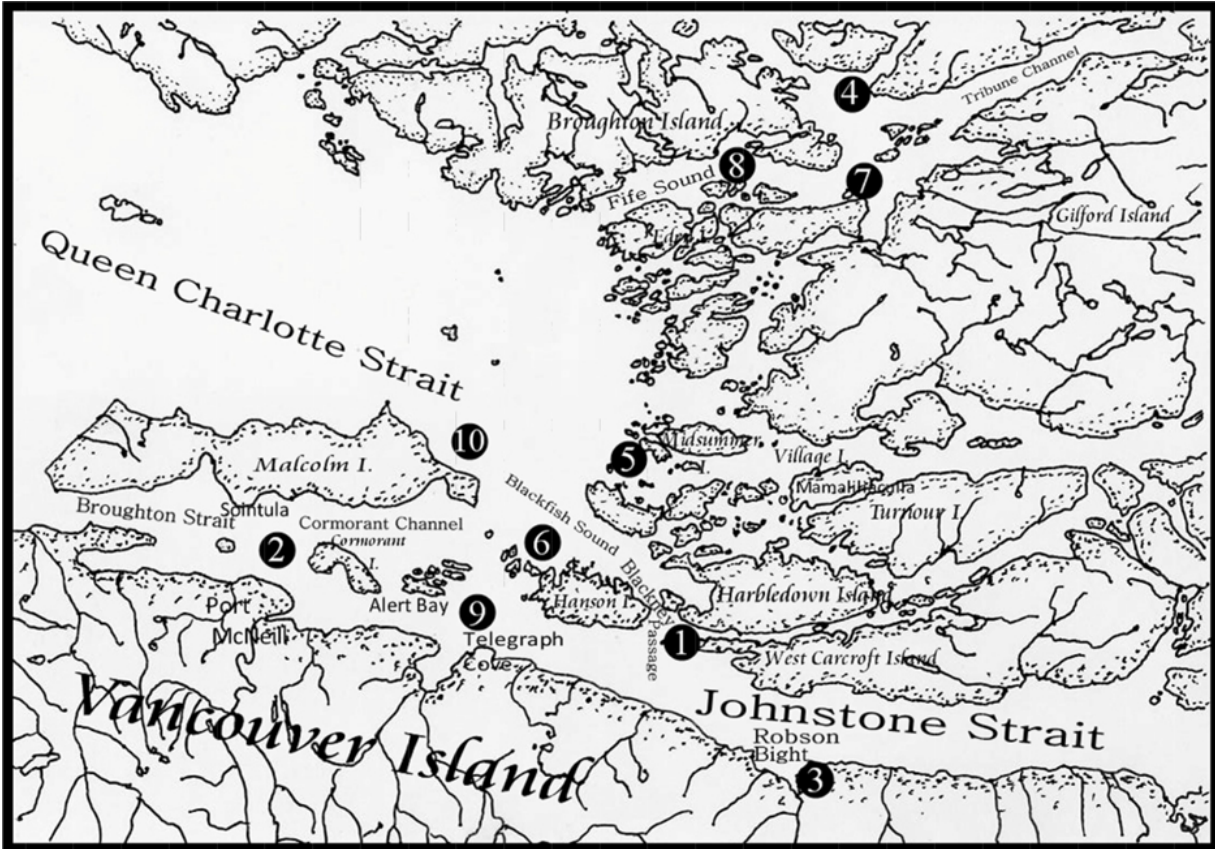 4
Tribune Channel
Broughton Island
8
Fife Sound
7
Gilford Island
Queen Charlotte Strait
10
Midsummer
I.
5
Village I.
Malcolm I.
Mamalilaculla
Turnour I.
Sointula
Broughton Strait
Cormorant Channel
Cormorant
I.
Blackfish Sound
2
6
Blackney
Passage
Harbledown Island
Hanson I.
Port
McNeill
Alert Bay
9
Telegraph
Cove
1
West Carcroft Island
Vancouver Island
Johnstone Strait
Robson
Bight
3